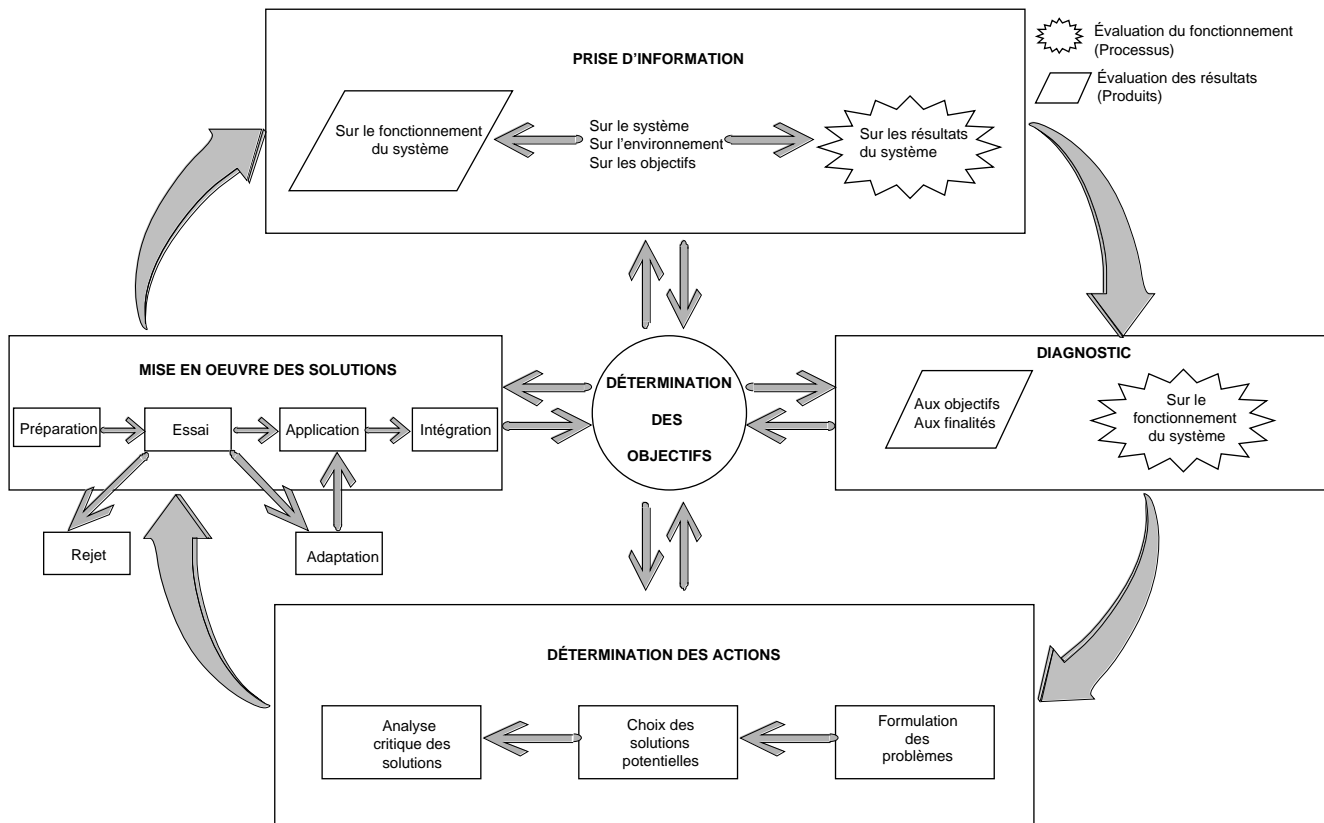 Évaluation du fonctionnement
(Processus)
Évaluation des résultats
(Produits)
PRISE D'INFORMATION
Sur le fonctionnement
du système
Sur le système
Sur l'environnement
Sur les objectifs
Sur les résultats
du système
MISE EN OEUVRE DES SOLUTIONS
Préparation
Essai
Application
Intégration
Rejet
Adaptation
DÉTERMINATION
DES
OBJECTIFS
DIAGNOSTIC
Aux objectifs
Aux finalités
Sur le
fonctionnement
du système
DÉTERMINATION DES ACTIONS
Analyse
critique des
solutions
Choix des
solutions
potentielles
Formulation
des
problèmes